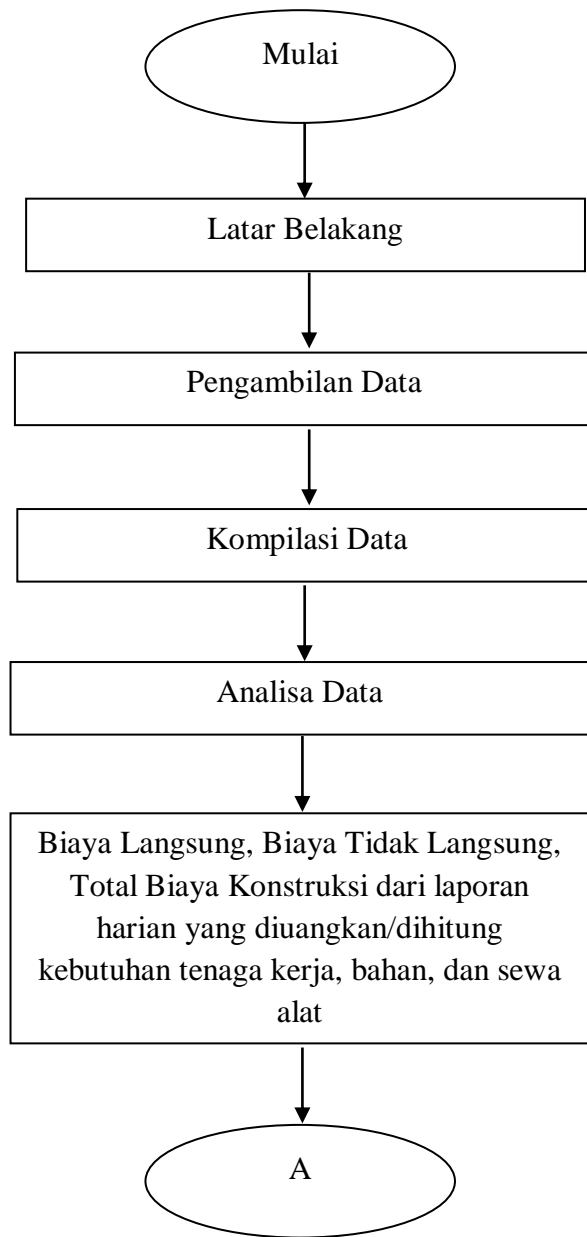 Mulai
Latar Belakang
Pengambilan Data
Kompilasi Data
Analisa Data
Biaya Langsung, Biaya Tidak Langsung,
Total Biaya Konstruksi dari laporan
harian yang diuangkan/dihitung
kebutuhan tenaga kerja, bahan, dan sewa
alat
A